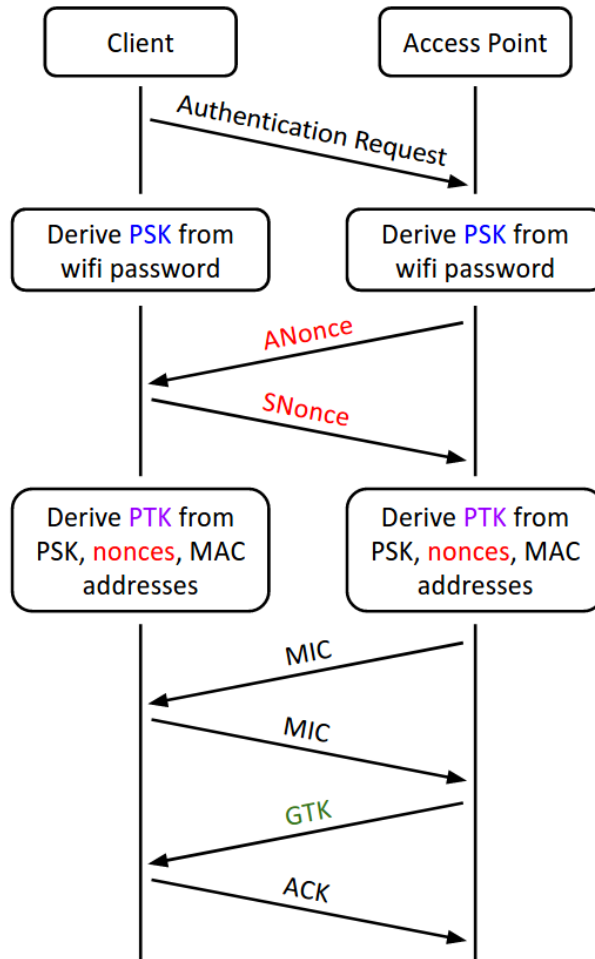 Client
Access Point
Authentication Request
Derive PSK from
wifi password
Derive PSK from
wifi password
ANonce
SNonce
Derive PTK from
PSK, nonces, MAC
addresses
Derive PTK from
PSK, nonces, MAC
addresses
MIC
MIC
GTK
ACK